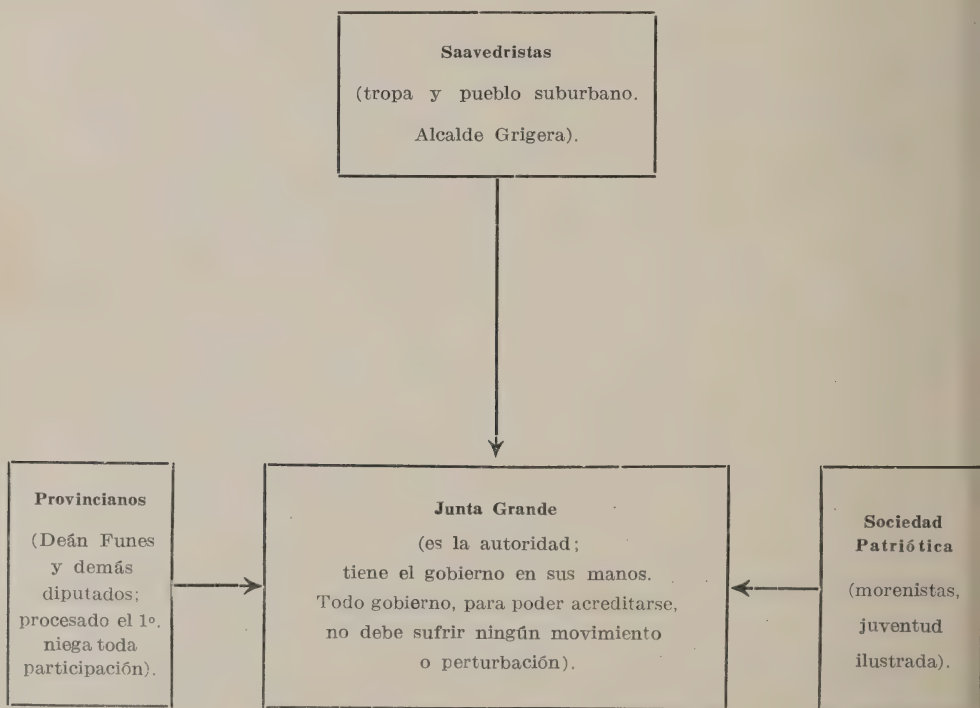 Saavedristas
(tropa y pueblo suburbano.
Alcalde Grigera).
Provincianos
(Deán Funes
y demás
diputados;
procesado el 1º.
niega toda
participación).
Junta Grande
(es la autoridad;
tiene el gobierno en sus manos.
Todo gobierno, para poder acreditarse,
no debe sufrir ningún movimiento
o perturbación).
Sociedad
Patriótica
(morenistas,
juventud
ilustrada).